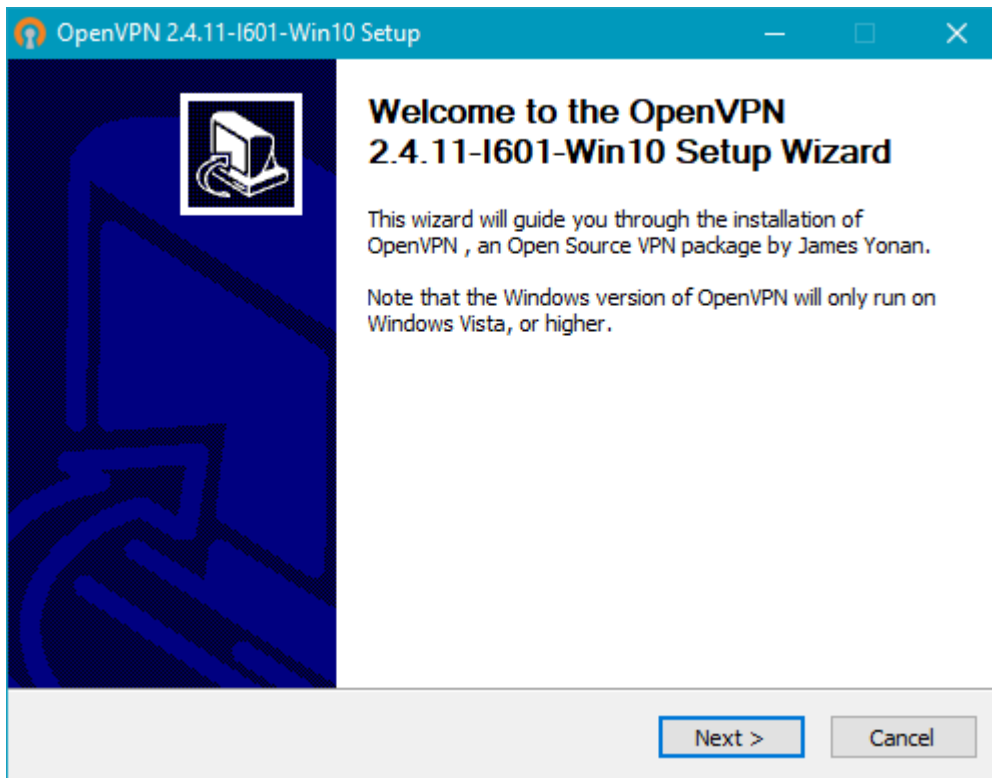 OpenVPN 2.4.11-I601-Win10 Setup
Welcome to the OpenVPN
2.4.11-I601-Win10 Setup Wizard
This wizard will guide you through the installation of
OpenVPN , an Open Source VPN package by James Yonan.
Note that the Windows version of OpenVPN will only run on
Windows Vista, or higher.
Next >
Cancel